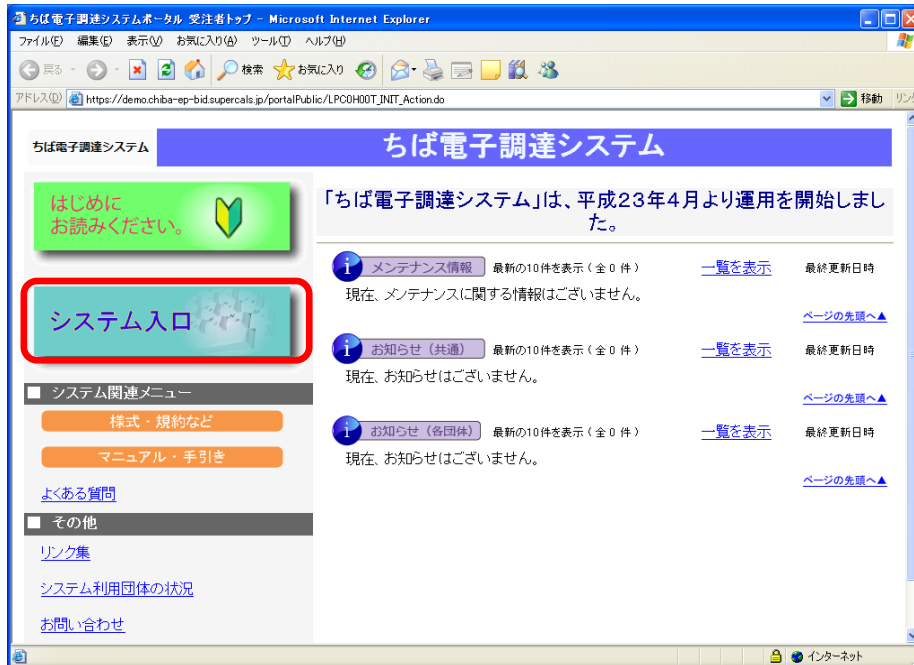 ちば電子調達システムポータル 受注者トップ - Microsoft Internet Explorer
ファイル(F) 編集(E) 表示(V) お気に入り(A) ツール(T) ヘルプ(H)
戻る 検索 お気に入り
アドレス(D) https://demo.chiba-ep-bid.supercals.jp/portalPublic/LPC0H00T_INIT_Action.do 移動 リンク
ちば電子調達システム
ちば電子調達システム
はじめに
お読みください。
システム入口
システム関連メニュー
様式・規約など
マニュアル・手引き
よくある質問
その他
リンク集
システム利用団体の状況
お問い合わせ
「ちば電子調達システム」は、平成23年4月より運用を開始しまし
た。
メンテナンス情報 最新の10件を表示(全0件) 一覧を表示 最終更新日時
現在、メンテナンスに関する情報はございません。
ページの先頭へ▲
お知らせ(共通) 最新の10件を表示(全0件) 一覧を表示 最終更新日時
現在、お知らせはございません。
ページの先頭へ▲
お知らせ(各団体) 最新の10件を表示(全0件) 一覧を表示 最終更新日時
現在、お知らせはございません。
ページの先頭へ▲
インターネット